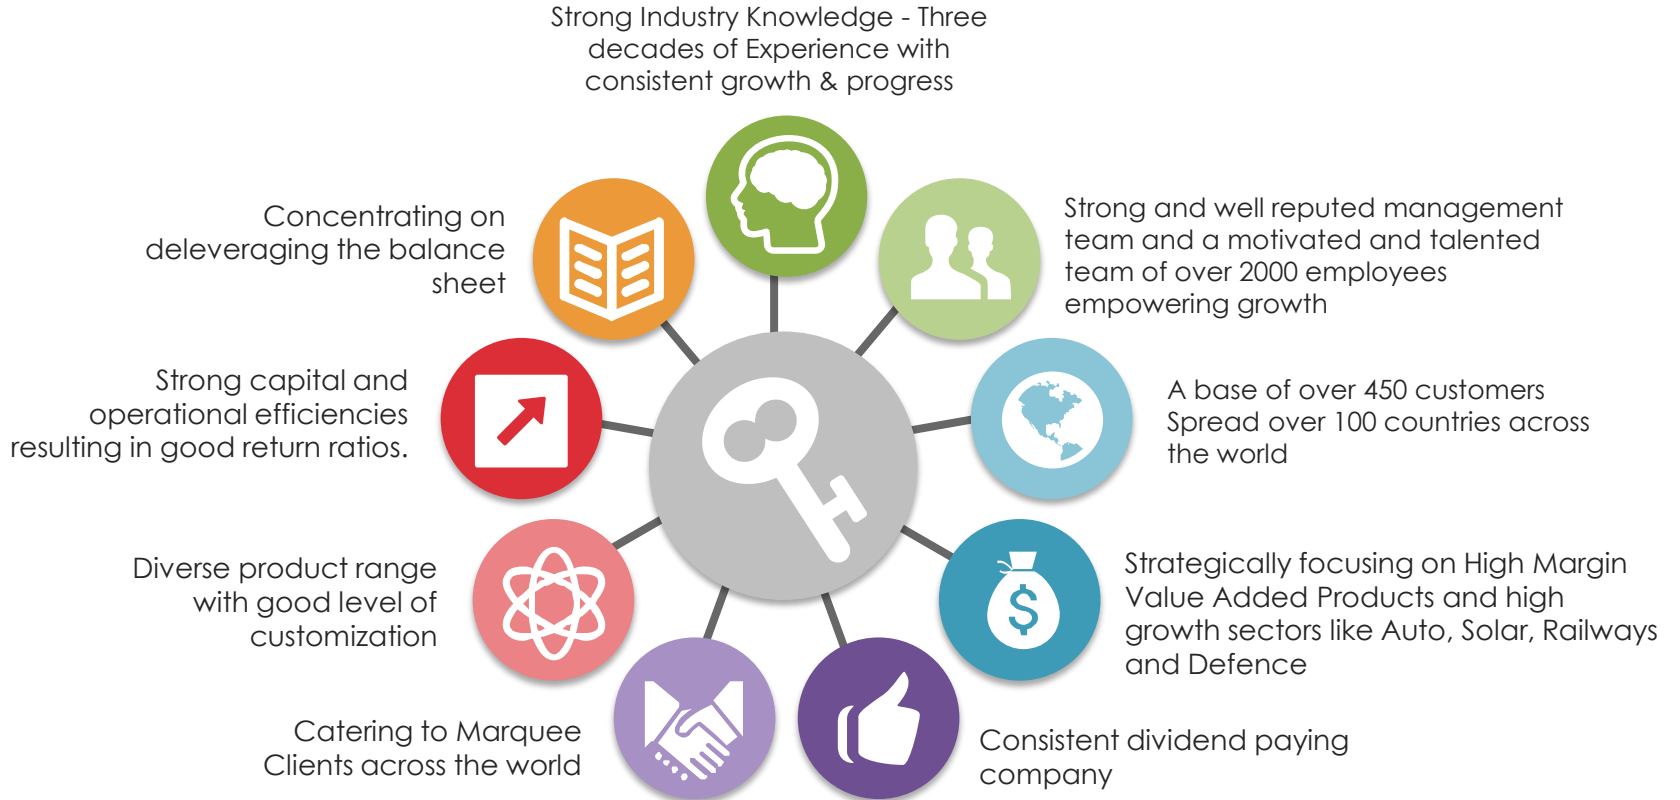 Strong Industry Knowledge - Three
decades of Experience with
consistent growth & progress
Strong and well reputed management
team and a motivated and talented
team of over 2000 employees
empowering growth
A base of over 450 customers
Spread over 100 countries across
the world
Strategically focusing on High Margin
Value Added Products and high
growth sectors like Auto, Solar, Railways
and Defence
Consistent dividend paying
company
Catering to Marquee
Clients across the world
Diverse product range
with good level of
customization
Strong capital and
operational efficiencies
resulting in good return ratios.
Concentrating on
deleveraging the balance
sheet
$